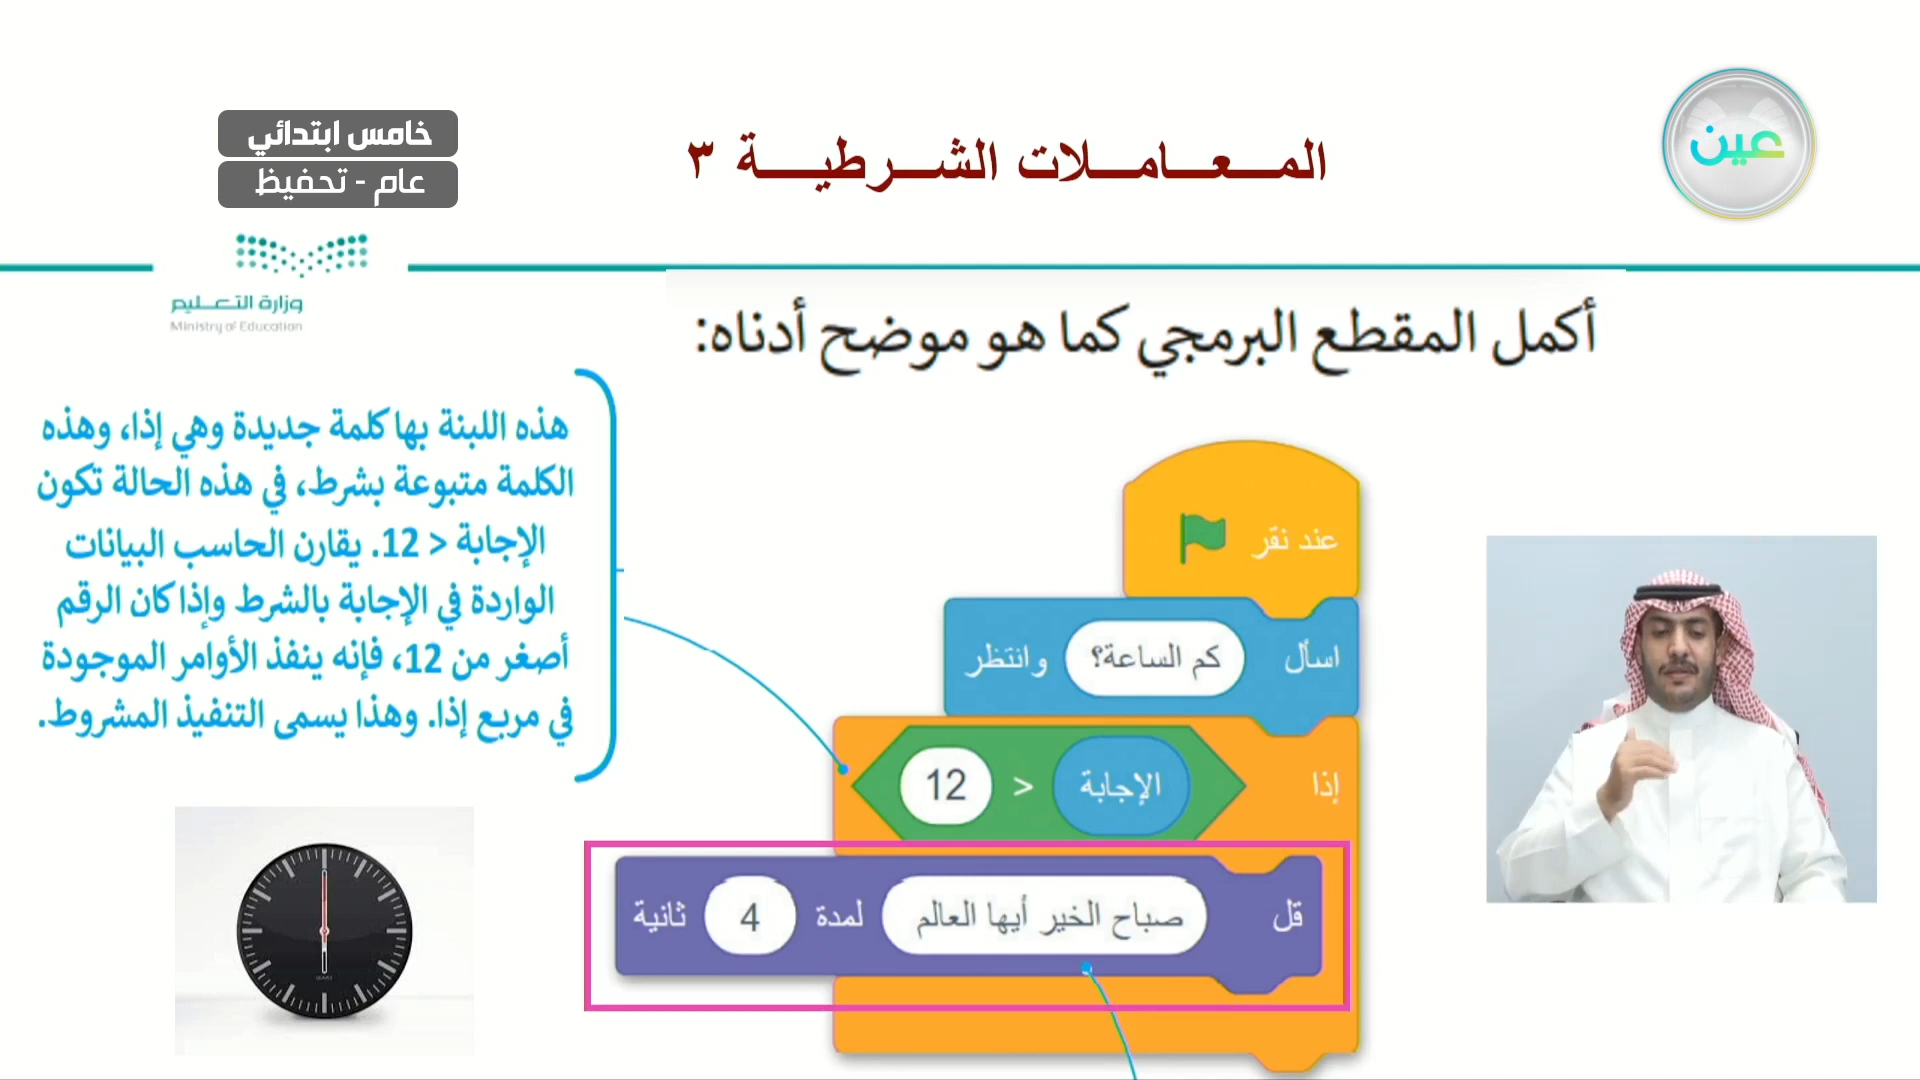 خامس ابتدائي
عام - تحفيظ
المعاملات الشرطية ٣
عين
وزارة التعليم
Ministry of Education
أكمل المقطع البرمجي كما هو موضح أدناه:
هذه اللبنة بها كلمة جديدة وهي إذا، وهذه
الكلمة متبوعة بشرط، في هذه الحالة تكون
الإجابة < 12. يقارن الحاسب البيانات
الواردة في الإجابة بالشرط وإذا كان الرقم
أصغر من 12، فإنه ينفذ الأوامر الموجودة
في مربع إذا. وهذا يسمى التنفيذ المشروط.
عند نقر
اسأل كم الساعة؟ وانتظر
إذا الإجابة < 12
قل صباح الخير أيها العالم لمدة 4 ثانية